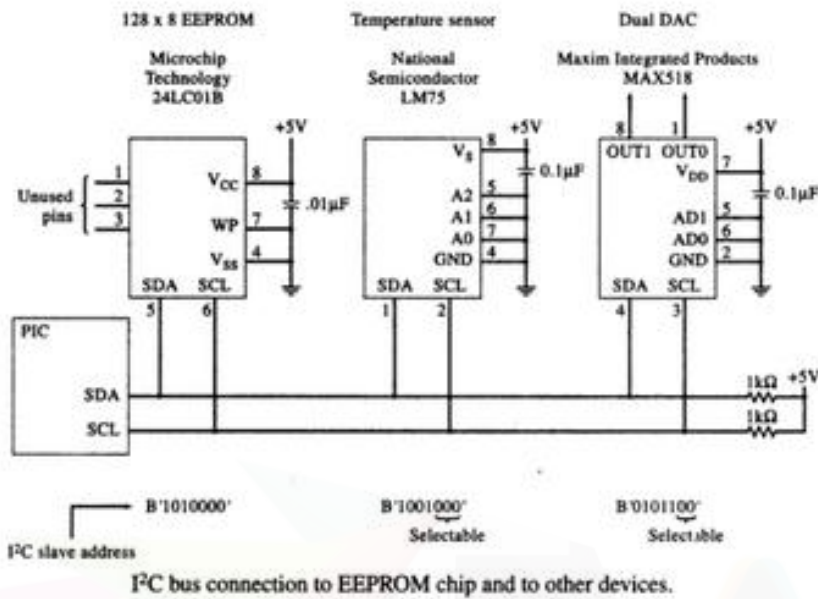 128 x 8 EEPROM
Temperature sensor
Dual DAC
Microchip
Technology
24LC01B
National
Semiconductor
LM75
Maxim Integrated Products
MAX518
+5V
1
2
3
Unused
pins
VCC
8
WP
7
VSS
4
.01µF
SDA
SCL
5
6
+5V
VS
8
0.1µF
A2
5
A1
6
A0
7
GND
4
SDA
SCL
1
2
8
1
OUT1
OUT0
+5V
VDD
7
0.1µF
AD1
5
AD0
6
GND
2
SDA
SCL
4
3
PIC
SDA
SCL
1kΩ
+5V
1kΩ
B'1010000'
B'1001000'
B'0101100'
Selectable
Selectable
I²C slave address
I²C bus connection to EEPROM chip and to other devices.